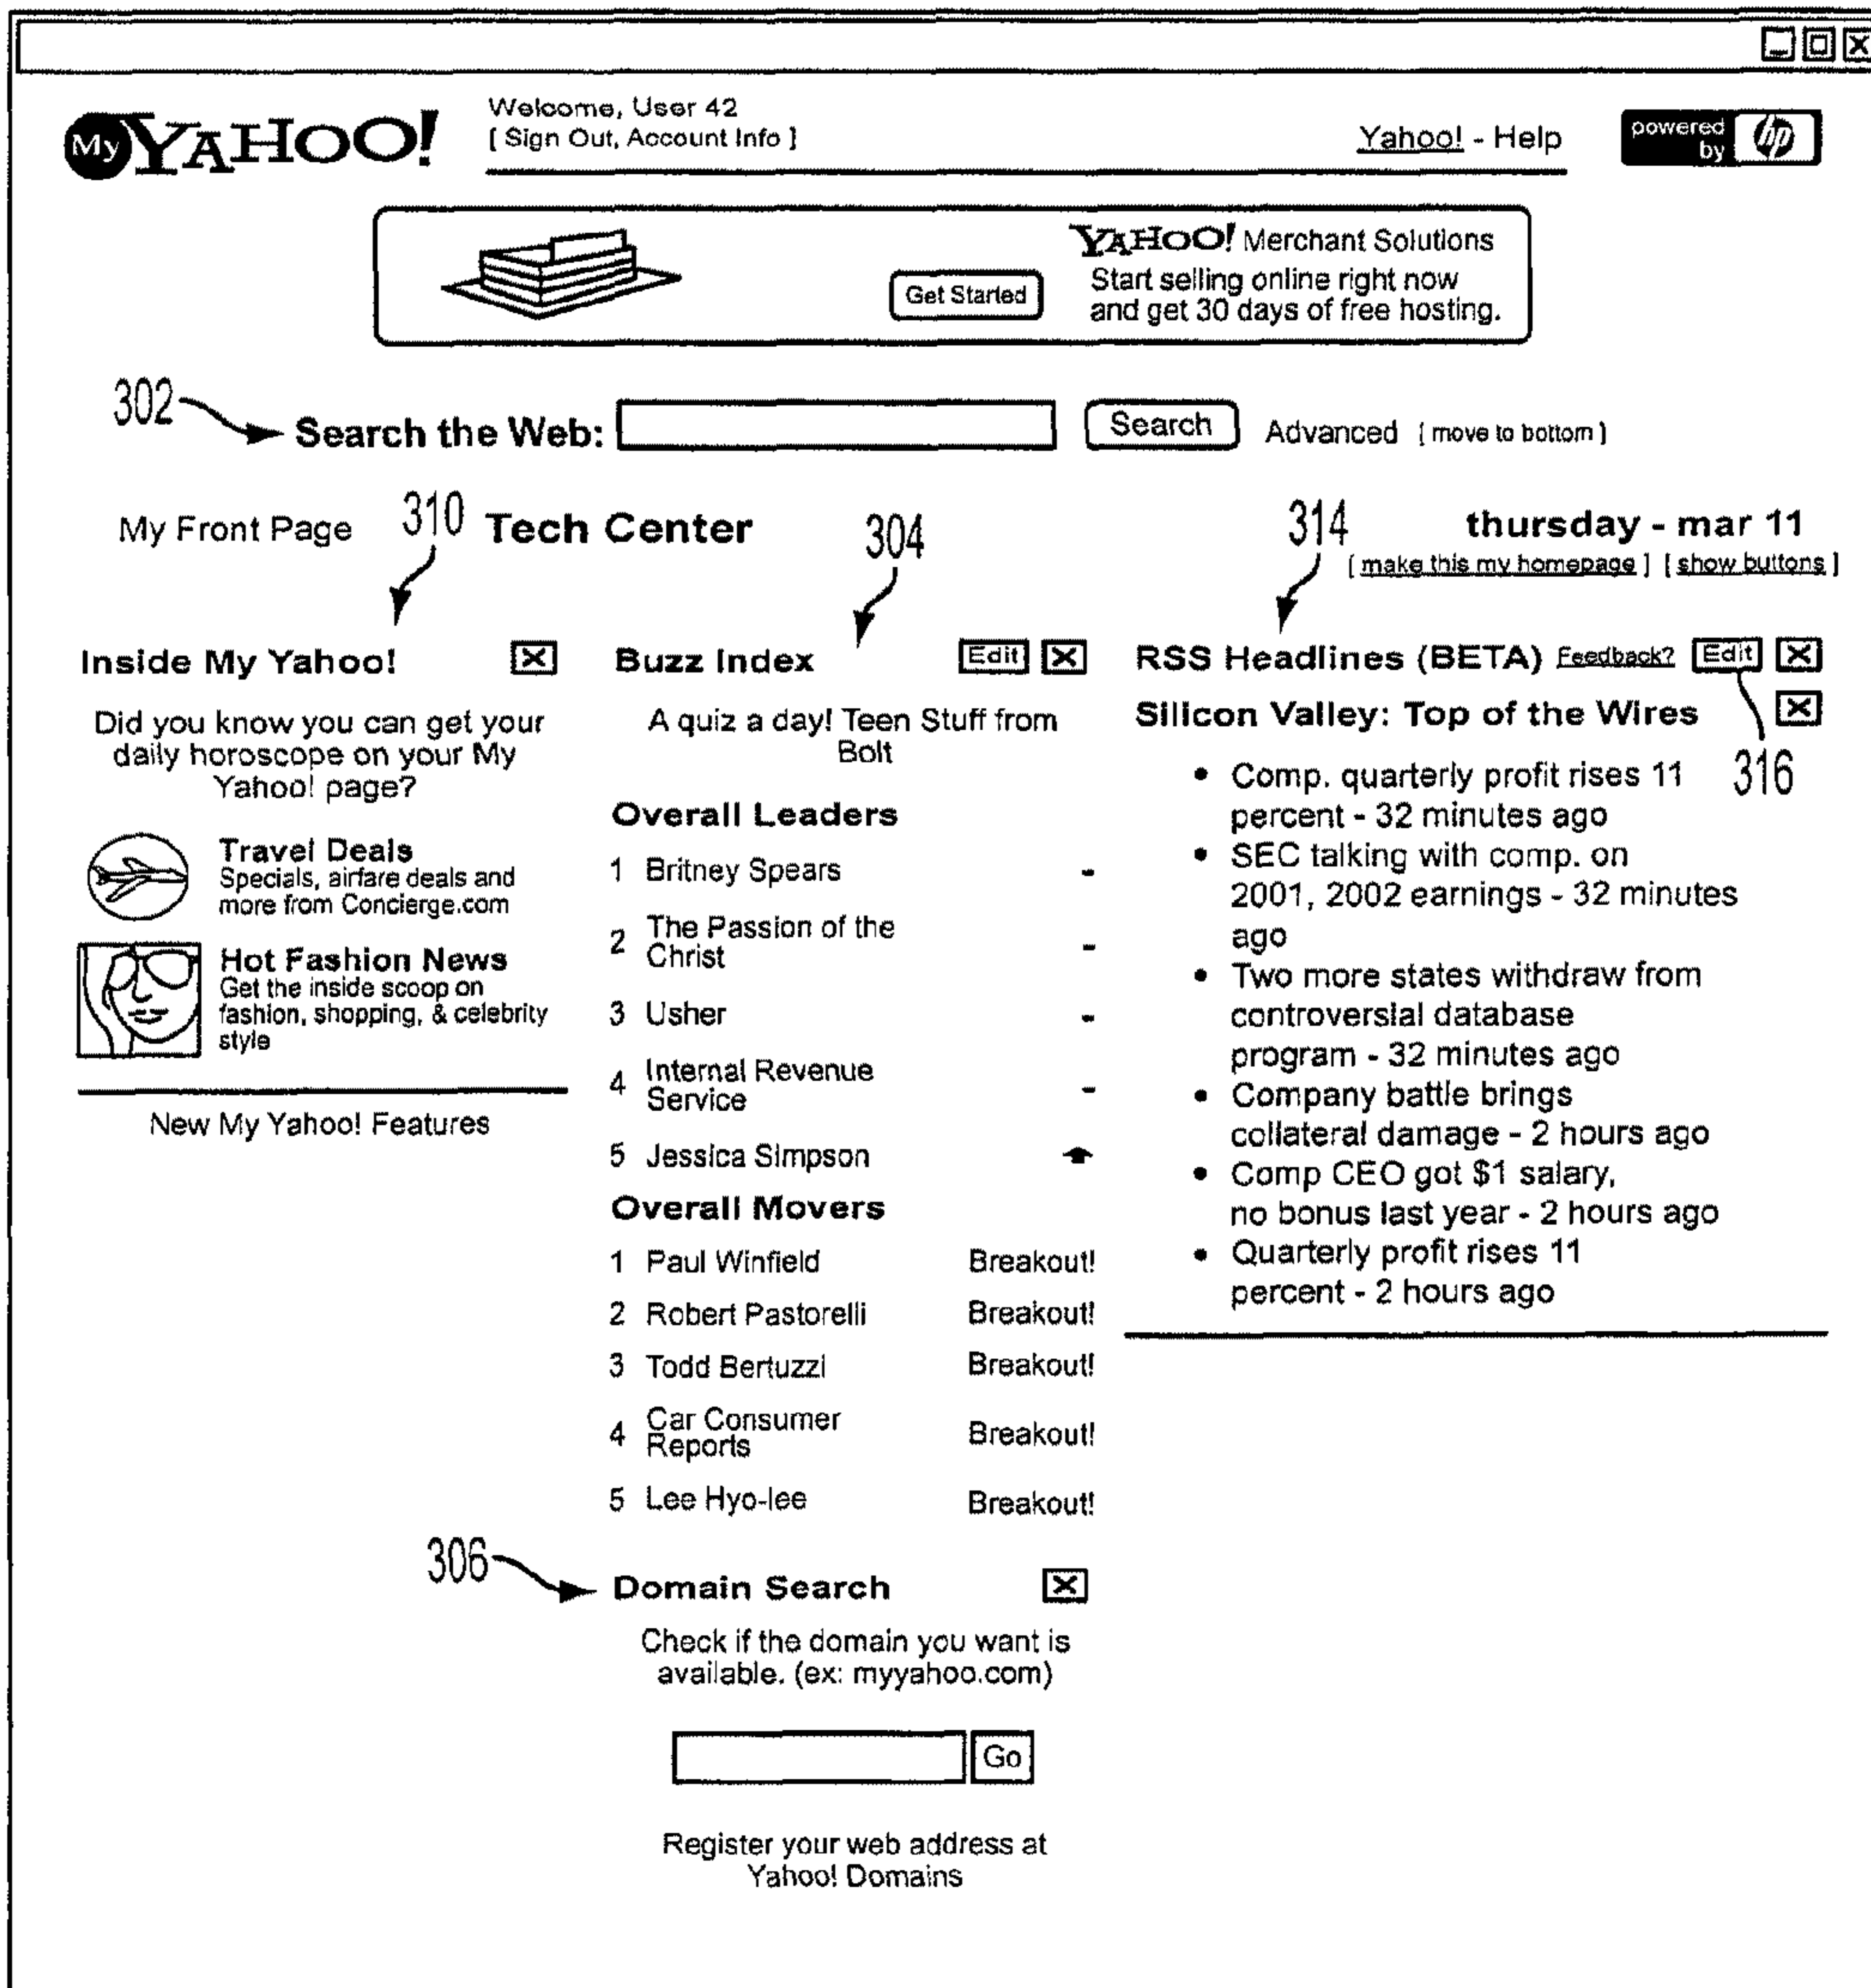 My YAHOO!
Welcome, User 42
[ Sign Out, Account Info ]
Yahoo! - Help
powered by hp
YAHOO! Merchant Solutions
Get Started
Start selling online right now
and get 30 days of free hosting.
302
Search the Web:
Search
Advanced [ move to bottom ]
My Front Page
310
Tech Center
304
314
thursday - mar 11
[ make this my homepage ] [ show buttons ]
Inside My Yahoo!
Did you know you can get your
daily horoscope on your My
Yahoo! page?
Travel Deals
Specials, airfare deals and
more from Concierge.com
Hot Fashion News
Get the inside scoop on
fashion, shopping, & celebrity
style
New My Yahoo! Features
Buzz Index
Edit
A quiz a day! Teen Stuff from
Bolt
Overall Leaders
1 Britney Spears -
2 The Passion of the
Christ -
3 Usher -
4 Internal Revenue
Service -
5 Jessica Simpson
Overall Movers
1 Paul Winfield Breakout!
2 Robert Pastorelli Breakout!
3 Todd Bertuzzi Breakout!
4 Car Consumer
Reports Breakout!
5 Lee Hyo-lee Breakout!
306
Domain Search
Check if the domain you want is
available. (ex: myyahoo.com)
Go
Register your web address at
Yahoo! Domains
RSS Headlines (BETA) Feedback? Edit
Silicon Valley: Top of the Wires
316
• Comp. quarterly profit rises 11
percent - 32 minutes ago
• SEC talking with comp. on
2001, 2002 earnings - 32 minutes
ago
• Two more states withdraw from
controversial database
program - 32 minutes ago
• Company battle brings
collateral damage - 2 hours ago
• Comp CEO got $1 salary,
no bonus last year - 2 hours ago
• Quarterly profit rises 11
percent - 2 hours ago